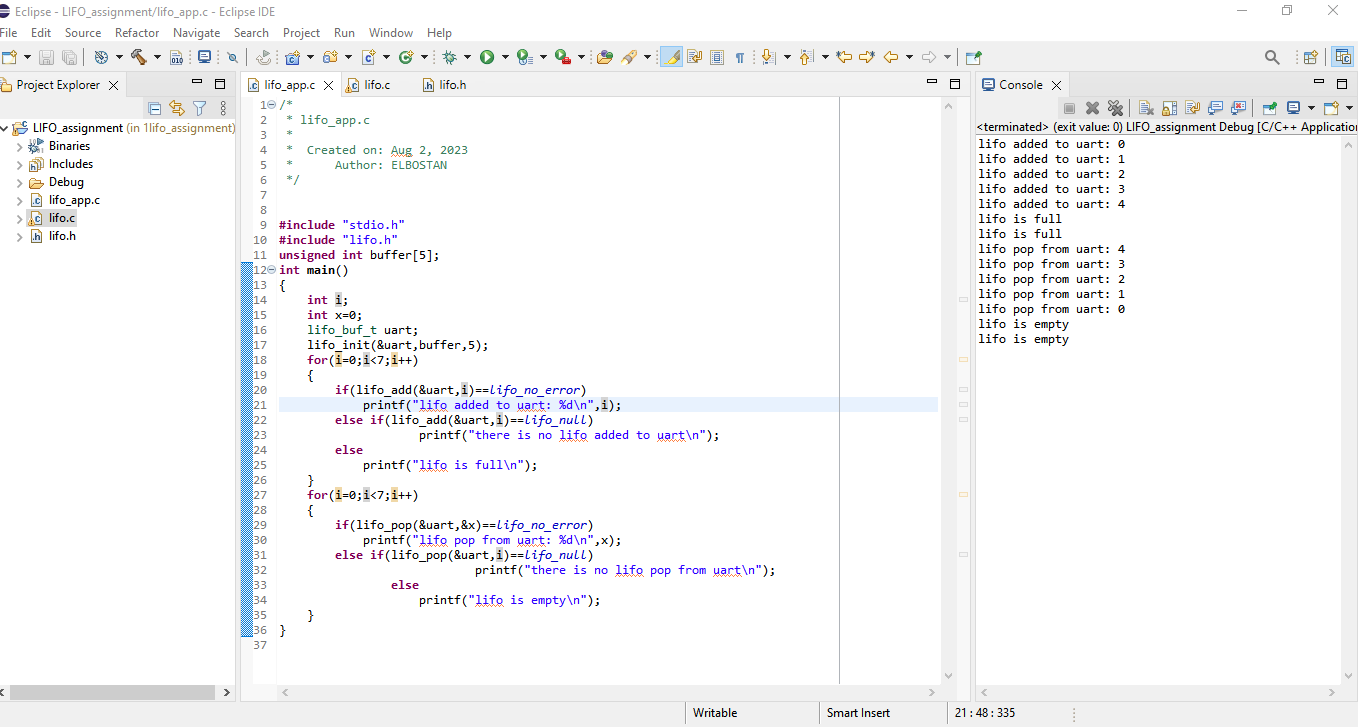 Eclipse - LIFO_assignment/lifo_app.c - Eclipse IDE
File Edit Source Refactor Navigate Search Project Run Window Help
Project Explorer
LIFO_assignment (in 1lifo_assignment)
Binaries
Includes
Debug
lifo_app.c
lifo.c
lifo.h
lifo_app.c lifo.c lifo.h
1 /*
2  * lifo_app.c
3  *
4  *  Created on: Aug 2, 2023
5  *      Author: ELBOSTAN
6  */
7
8
9 #include "stdio.h"
10 #include "lifo.h"
11 unsigned int buffer[5];
12 int main()
13 {
14     int i;
15     int x=0;
16     lifo_buf_t uart;
17     lifo_init(&uart,buffer,5);
18     for(i=0;i<7;i++)
19     {
20         if(lifo_add(&uart,i)==lifo_no_error)
21             printf("lifo added to uart: %d\n",i);
22         else if(lifo_add(&uart,i)==lifo_null)
23                     printf("there is no lifo added to uart\n");
24         else
25             printf("lifo is full\n");
26     }
27     for(i=0;i<7;i++)
28     {
29         if(lifo_pop(&uart,&x)==lifo_no_error)
30             printf("lifo pop from uart: %d\n",x);
31         else if(lifo_pop(&uart,i)==lifo_null)
32                             printf("there is no lifo pop from uart\n");
33                 else
34                     printf("lifo is empty\n");
35     }
36 }
37
Console
<terminated> (exit value: 0) LIFO_assignment Debug [C/C++ Application
lifo added to uart: 0
lifo added to uart: 1
lifo added to uart: 2
lifo added to uart: 3
lifo added to uart: 4
lifo is full
lifo is full
lifo pop from uart: 4
lifo pop from uart: 3
lifo pop from uart: 2
lifo pop from uart: 1
lifo pop from uart: 0
lifo is empty
lifo is empty
Writable Smart Insert 21 : 48 : 335